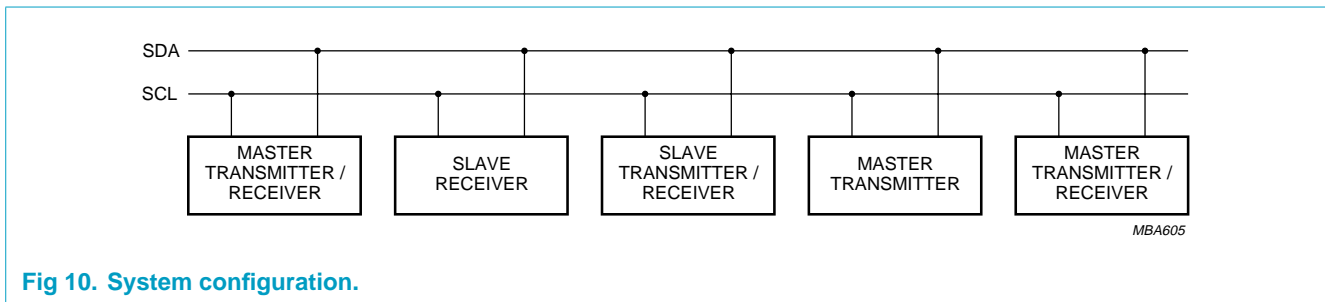 SDA
SCL
MASTER
TRANSMITTER /
RECEIVER
SLAVE
RECEIVER
SLAVE
TRANSMITTER /
RECEIVER
MASTER
TRANSMITTER
MASTER
TRANSMITTER /
RECEIVER
MBA605
Fig 10. System configuration.